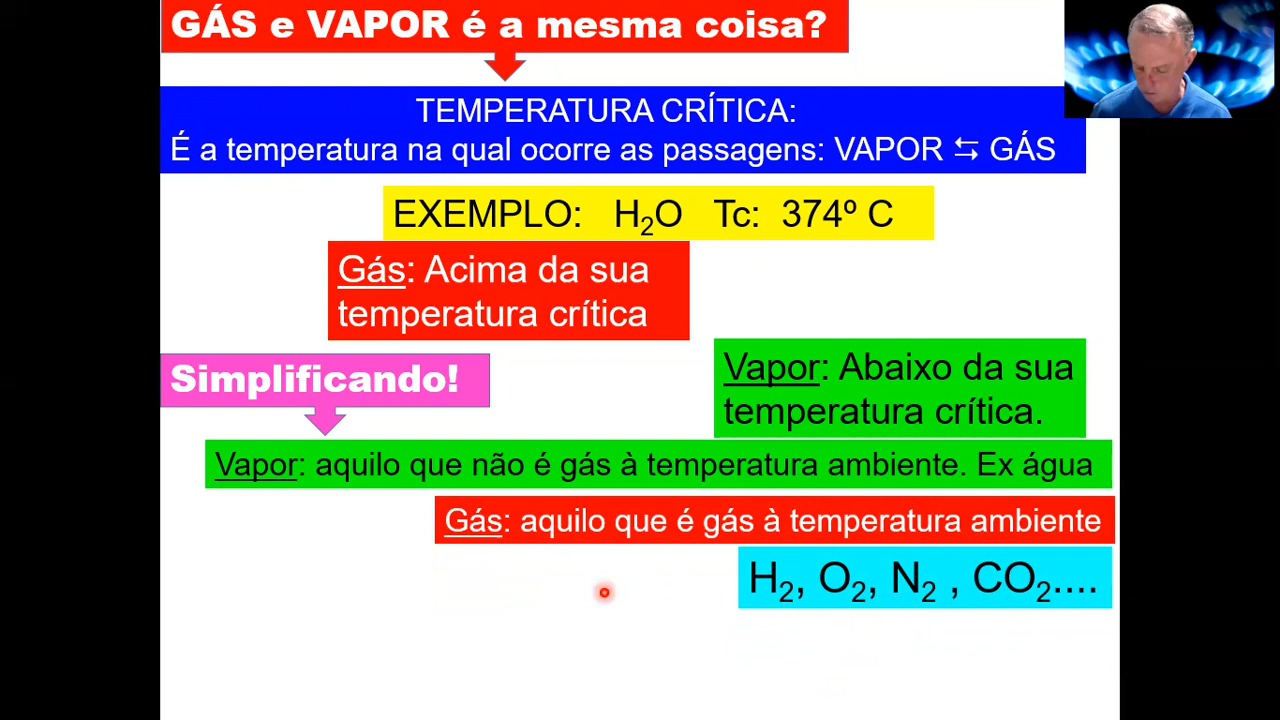 GÁS e VAPOR é a mesma coisa?
TEMPERATURA CRÍTICA:
É a temperatura na qual ocorre as passagens: VAPOR ⇆ GÁS
EXEMPLO: H₂O Tc: 374º C
Gás: Acima da sua
temperatura crítica
Vapor: Abaixo da sua
temperatura crítica.
Simplificando!
Vapor: aquilo que não é gás à temperatura ambiente. Ex água
Gás: aquilo que é gás à temperatura ambiente
H₂, O₂, N₂ , CO₂....